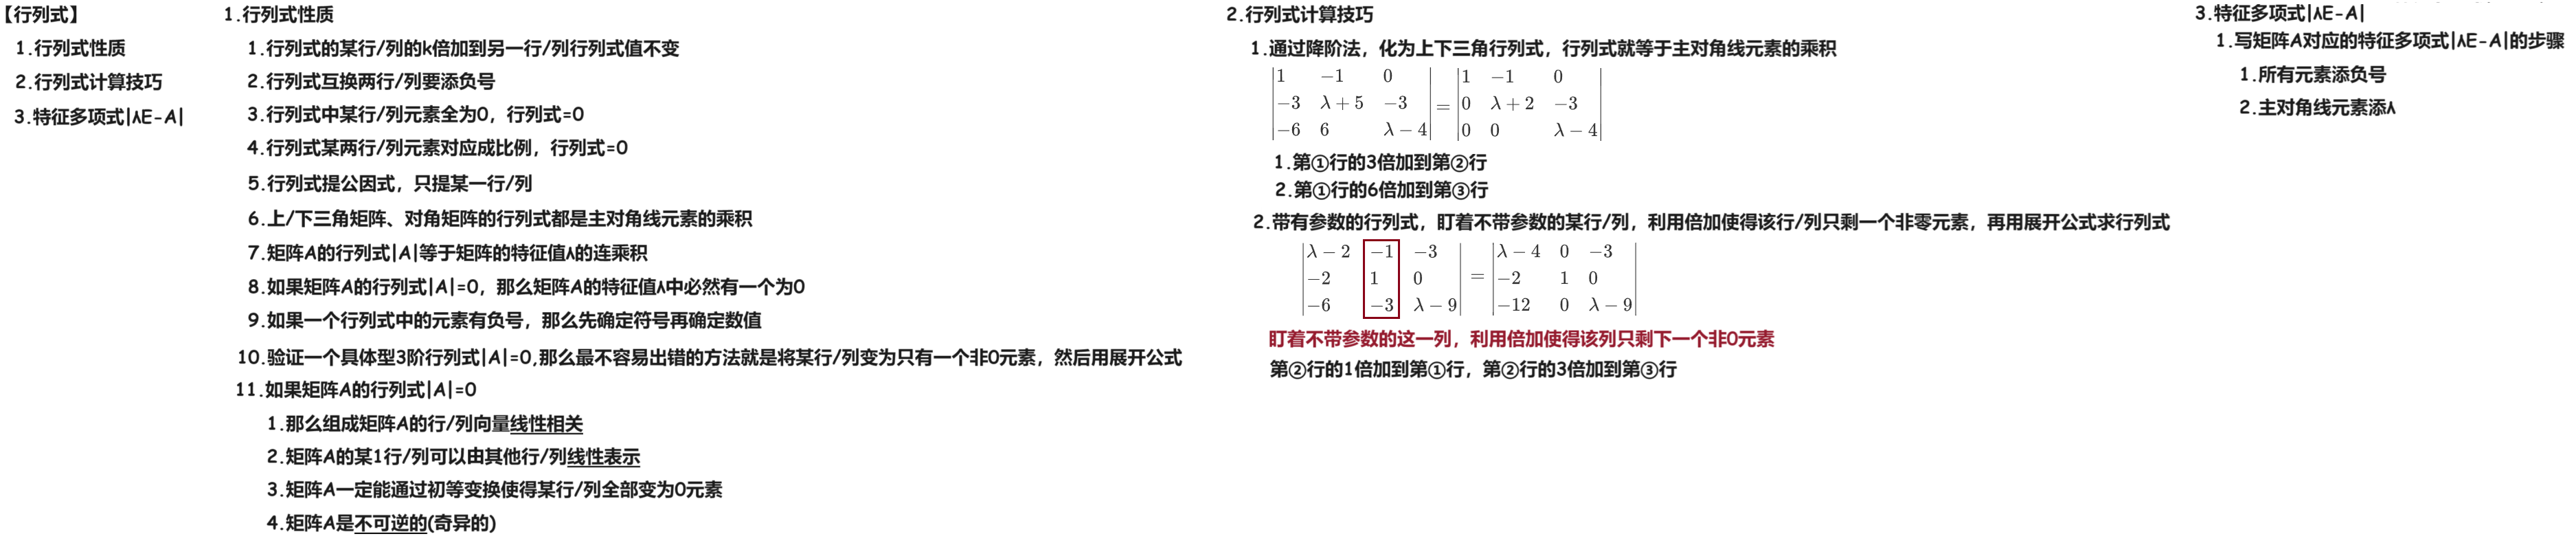 【行列式】
1.行列式性质
2.行列式计算技巧
3.特征多项式|λE-A|
1.行列式性质
1.行列式的某行/列的k倍加到另一行/列行列式值不变
2.行列式互换两行/列要添负号
3.行列式中某行/列元素全为0，行列式=0
4.行列式某两行/列元素对应成比例，行列式=0
5.行列式提公因式，只提某一行/列
6.上/下三角矩阵、对角矩阵的行列式都是主对角线元素的乘积
7.矩阵A的行列式|A|等于矩阵的特征值λ的连乘积
8.如果矩阵A的行列式|A|=0，那么矩阵A的特征值λ中必然有一个为0
9.如果一个行列式中的元素有负号，那么先确定符号再确定数值
10.验证一个具体型3阶行列式|A|=0,那么最不容易出错的方法就是将某行/列变为只有一个非0元素，然后用展开公式
11.如果矩阵A的行列式|A|=0
1.那么组成矩阵A的行/列向量线性相关
2.矩阵A的某1行/列可以由其他行/列线性表示
3.矩阵A一定能通过初等变换使得某行/列全部变为0元素
4.矩阵A是不可逆的(奇异的)
2.行列式计算技巧
1.通过降阶法，化为上下三角行列式，行列式就等于主对角线元素的乘积
|1 −1 0| |1 −1 0|
|−3 λ+5 −3| = |0 λ+2 −3|
|−6 6 λ−4| |0 0 λ−4|
1.第①行的3倍加到第②行
2.第①行的6倍加到第③行
2.带有参数的行列式，盯着不带参数的某行/列，利用倍加使得该行/列只剩一个非零元素，再用展开公式求行列式
|λ−2 −1 −3| |λ−4 0 −3|
|−2 1 0| = |−2 1 0|
|−6 −3 λ−9| |−12 0 λ−9|
盯着不带参数的这一列，利用倍加使得该列只剩下一个非0元素
第②行的1倍加到第①行，第②行的3倍加到第③行
3.特征多项式|λE-A|
1.写矩阵A对应的特征多项式|λE-A|的步骤
1.所有元素添负号
2.主对角线元素添λ